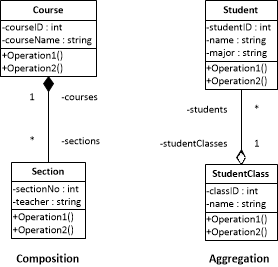 Course
-courseID : int
-courseName : string
+Operation1()
+Operation2()
1
-courses
*
-sections
Section
-sectionNo : int
-teacher : string
+Operation1()
+Operation2()
Composition
Student
-studentID : int
-name : string
-major : string
+Operation1()
+Operation2()
-students
*
-studentClasses
1
StudentClass
-classID : int
-name : string
+Operation1()
+Operation2()
Aggregation